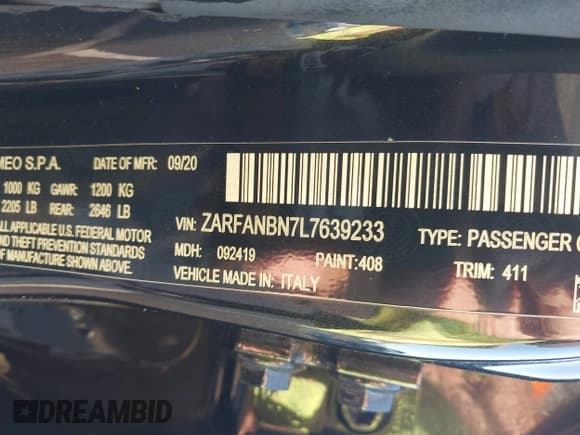 MEO S.P.A. DATE OF MFR: 09/20
1000 KG GAWR: 1200 KG
2205 LB REAR: 2646 LB
ALL APPLICABLE U.S. FEDERAL MOTOR
ND THEFT PREVENTION STANDARDS
OF MANUFACTURE SHOWN ABOVE.
VIN: ZARFANBN7L7639233 TYPE: PASSENGER
MDH: 092419 PAINT: 408 TRIM: 411
VEHICLE MADE IN: ITALY
DREAMBID